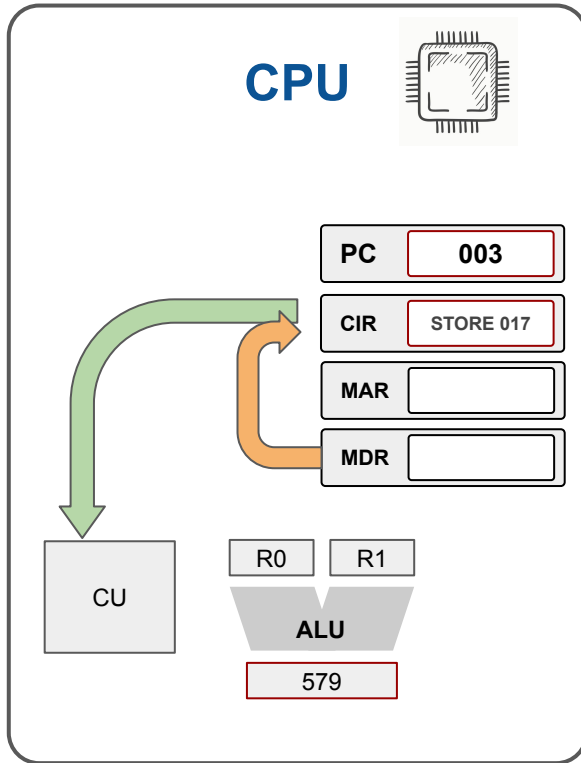 CPU
PC 003
CIR STORE 017
MAR
MDR
CU
R0 R1
ALU
579